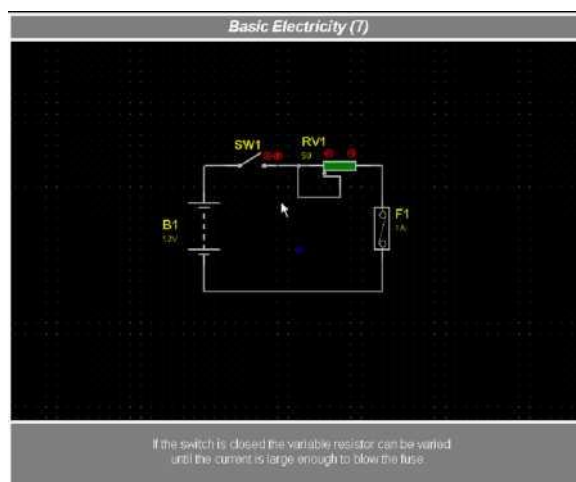 Basic Electricity (7)
SW1
RV1
50
B1
12V
F1
1A
If the switch is closed the variable resistor can be varied
until the current is large enough to blow the fuse.